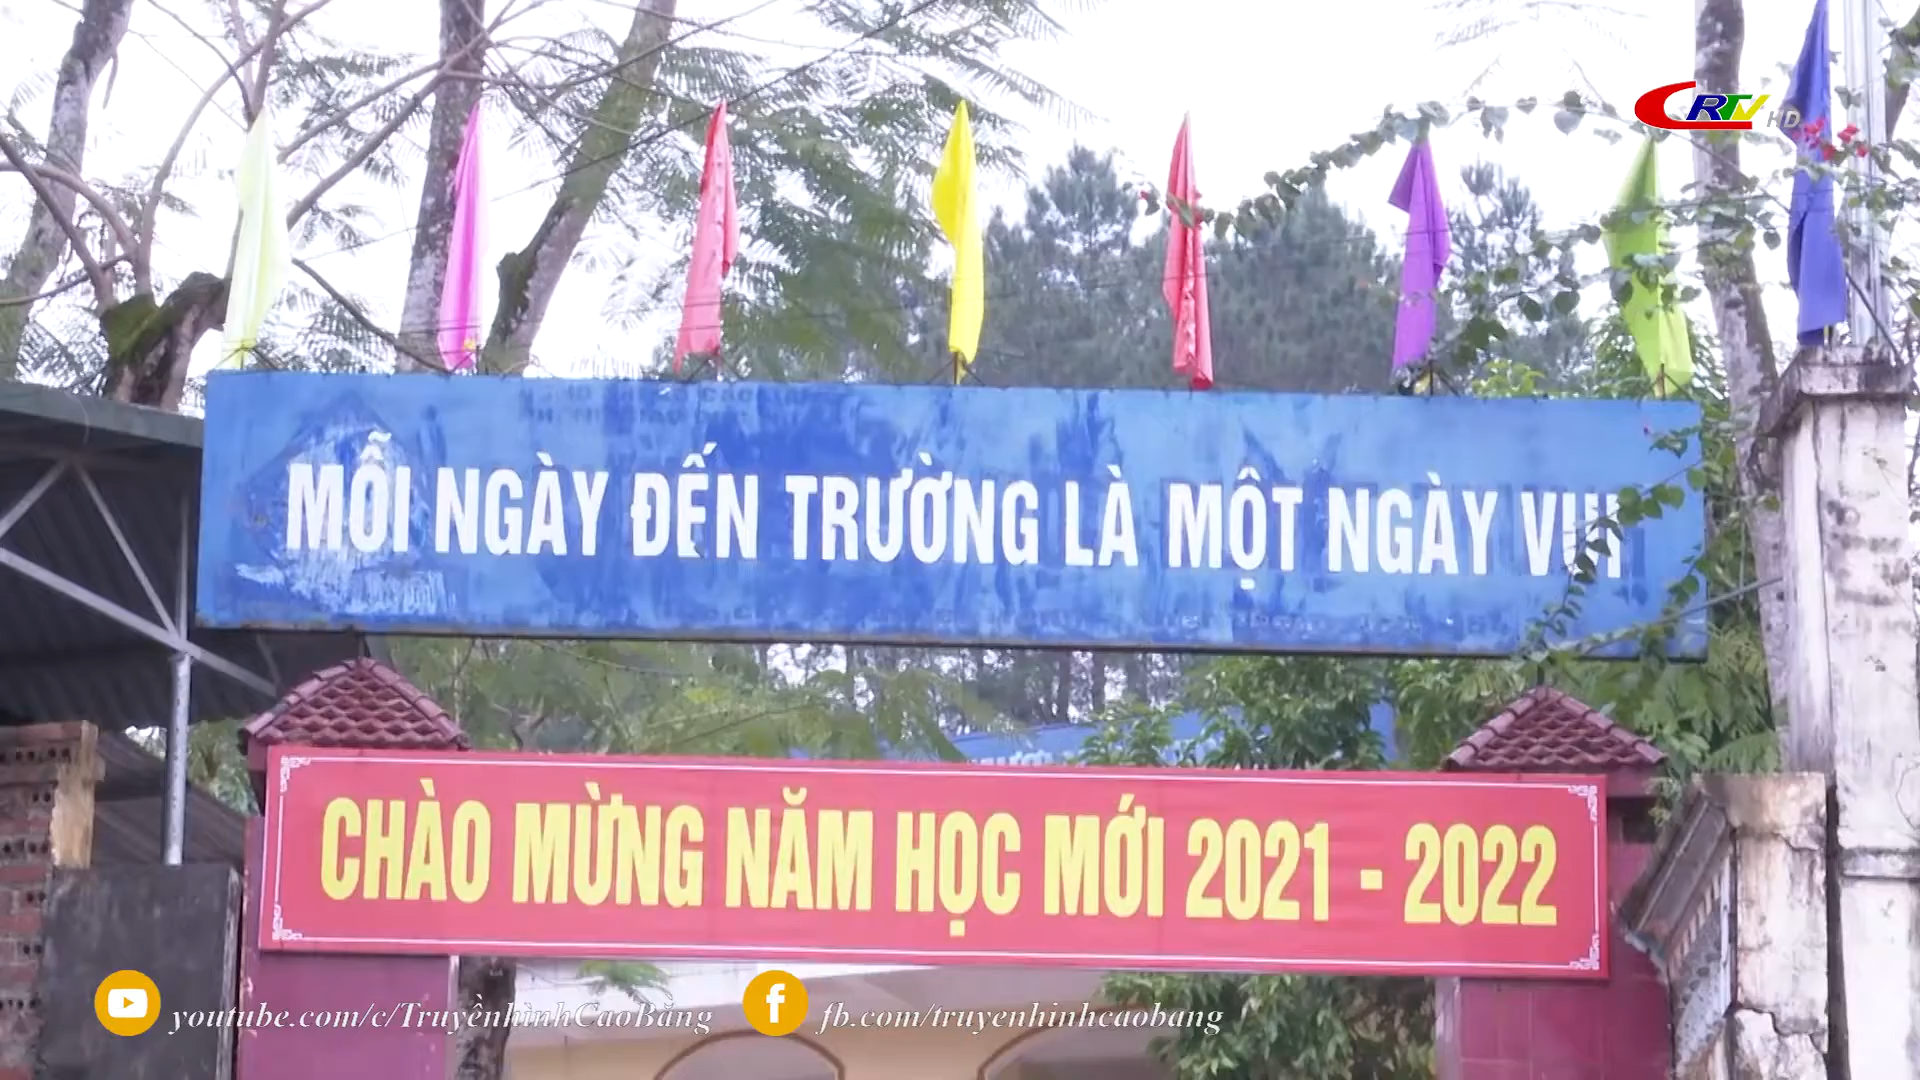 CRTV HD
MỖI NGÀY ĐẾN TRƯỜNG LÀ MỘT NGÀY VUI
CHÀO MỪNG NĂM HỌC MỚI 2021 - 2022
youtube.com/c/TruyềnhìnhCaoBằng
fb.com/truyenhinhcaobang